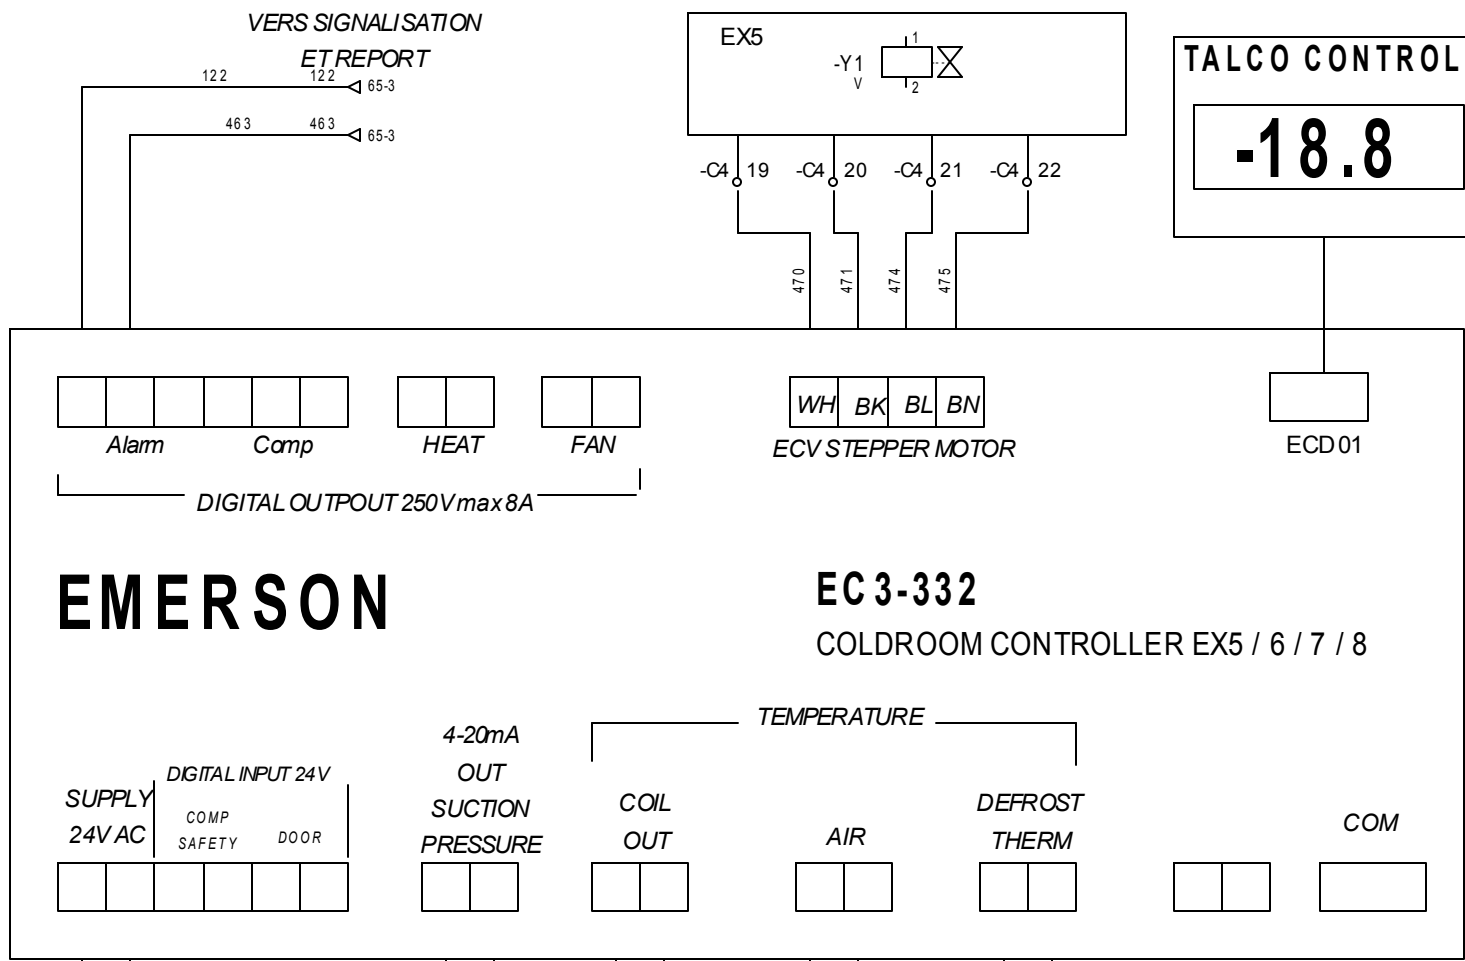 VERS SIGNALISATION
ET REPORT
122 122 65-3
463 463 65-3
EX5
-Y1
V
1
2
-C4 19 -C4 20 -C4 21 -C4 22
470 471 474 475
TALCO CONTROL
-18.8
WH BK BL BN
Alarm Comp HEAT FAN
ECV STEPPER MOTOR
ECD 01
DIGITAL OUTPOUT 250V max 8A
EMERSON
EC3-332
COLDROOM CONTROLLER EX5 / 6 / 7 / 8
SUPPLY
24V AC
DIGITAL INPUT 24V
COMP
SAFETY
DOOR
4-20mA
OUT
SUCTION
PRESSURE
TEMPERATURE
COIL
OUT
AIR
DEFROST
THERM
COM